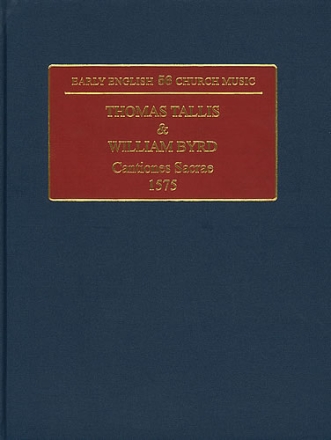 EARLY ENGLISH 56 CHURCH MUSIC
THOMAS TALLIS
&
WILLIAM BYRD
Cantiones Sacrae
1575